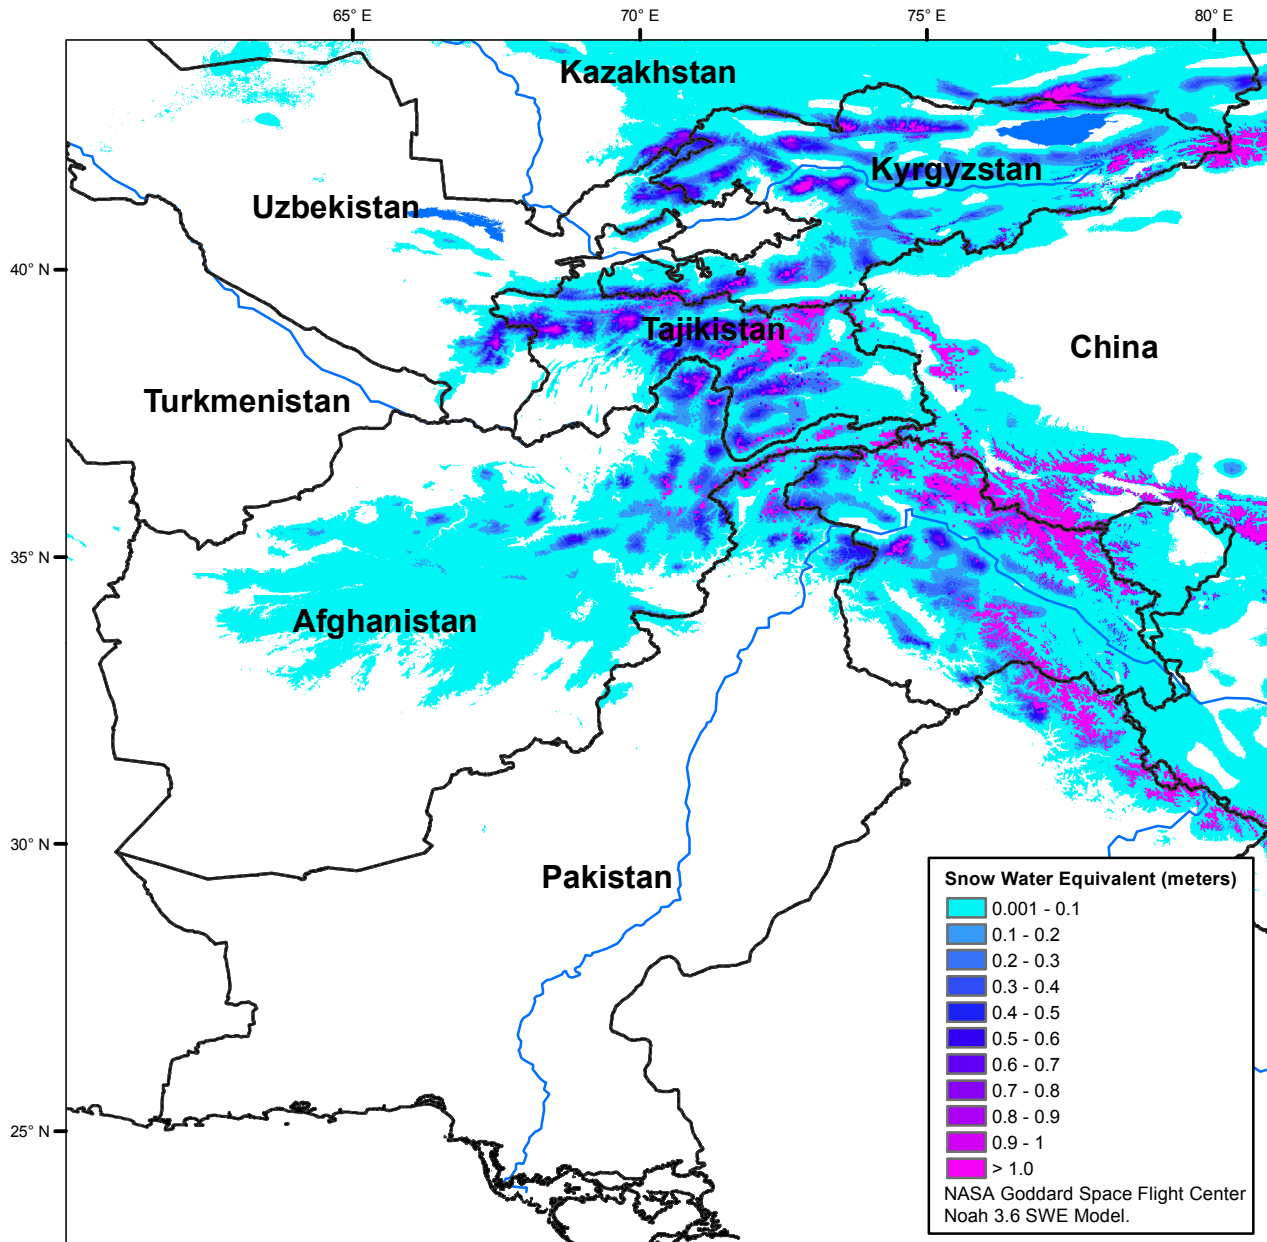 65° E
70° E
75° E
80° E
Kazakhstan
Kyrgyzstan
Uzbekistan
40° N
Tajikistan
China
Turkmenistan
35° N
Afghanistan
30° N
Pakistan
25° N
Snow Water Equivalent (meters)
0.001 - 0.1
0.1 - 0.2
0.2 - 0.3
0.3 - 0.4
0.4 - 0.5
0.5 - 0.6
0.6 - 0.7
0.7 - 0.8
0.8 - 0.9
0.9 - 1
> 1.0
NASA Goddard Space Flight Center
Noah 3.6 SWE Model.